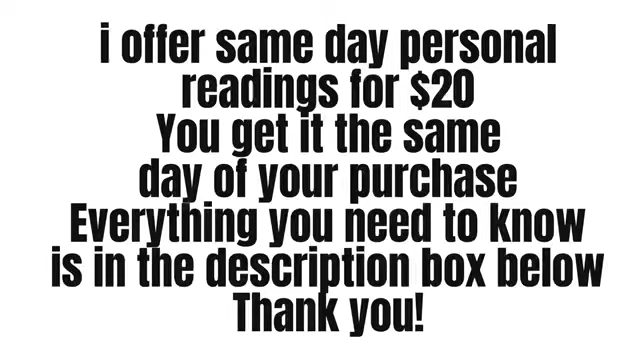 i offer same day personal
readings for $20
You get it the same
day of your purchase
Everything you need to know
is in the description box below
Thank you!